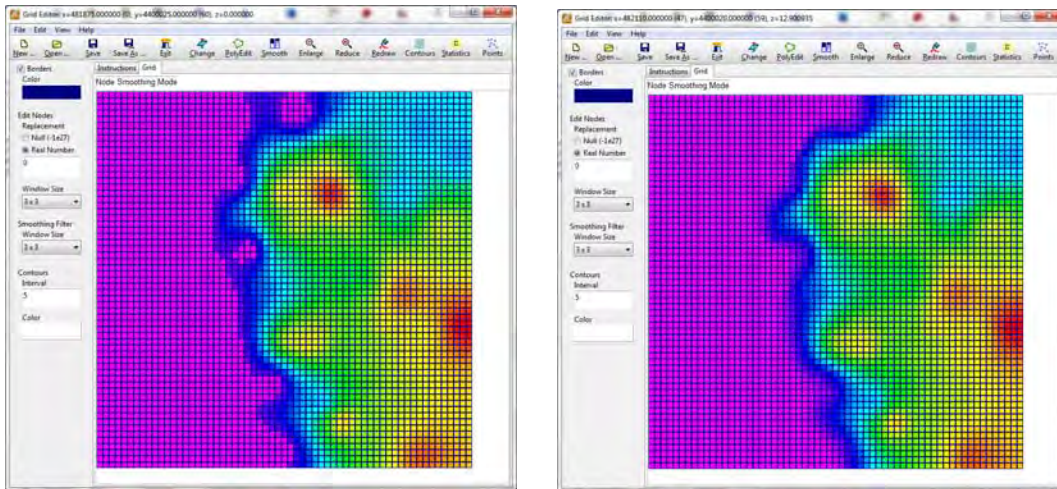 Grid Editor: x=481875.000000 (0), y=4400025.000000 (60), z=0.000000
File Edit View Help
New ... Open ... Save Save As ... Exit Change PolyEdit Smooth Enlarge Reduce Redraw Contours Statistics Points
Borders
Color
Instructions Grid
Node Smoothing Mode
Edit Nodes
Replacement
Null (-1e27)
Real Number
0
Window Size
3 x 3
Smoothing Filter
Window Size
3 x 3
Contours
Interval
5
Color
Grid Editor: x=482110.000000 (47), y=4400020.000000 (59), z=12.900935
File Edit View Help
New ... Open ... Save Save As ... Exit Change PolyEdit Smooth Enlarge Reduce Redraw Contours Statistics Points
Borders
Color
Instructions Grid
Node Smoothing Mode
Edit Nodes
Replacement
Null (-1e27)
Real Number
0
Window Size
3 x 3
Smoothing Filter
Window Size
3 x 3
Contours
Interval
5
Color